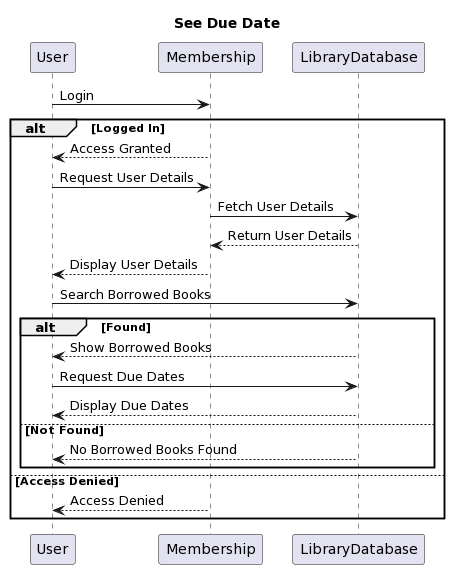 See Due Date
User Membership LibraryDatabase
Login
alt [Logged In]
Access Granted
Request User Details
Fetch User Details
Return User Details
Display User Details
Search Borrowed Books
alt [Found]
Show Borrowed Books
Request Due Dates
Display Due Dates
[Not Found]
No Borrowed Books Found
[Access Denied]
Access Denied
User Membership LibraryDatabase